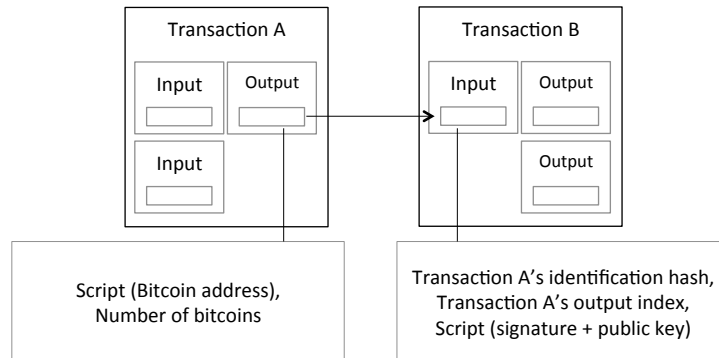 Transaction A
Input
Output
Input
Transaction B
Input
Output
Output
Script (Bitcoin address),
Number of bitcoins
Transaction A's identification hash,
Transaction A's output index,
Script (signature + public key)